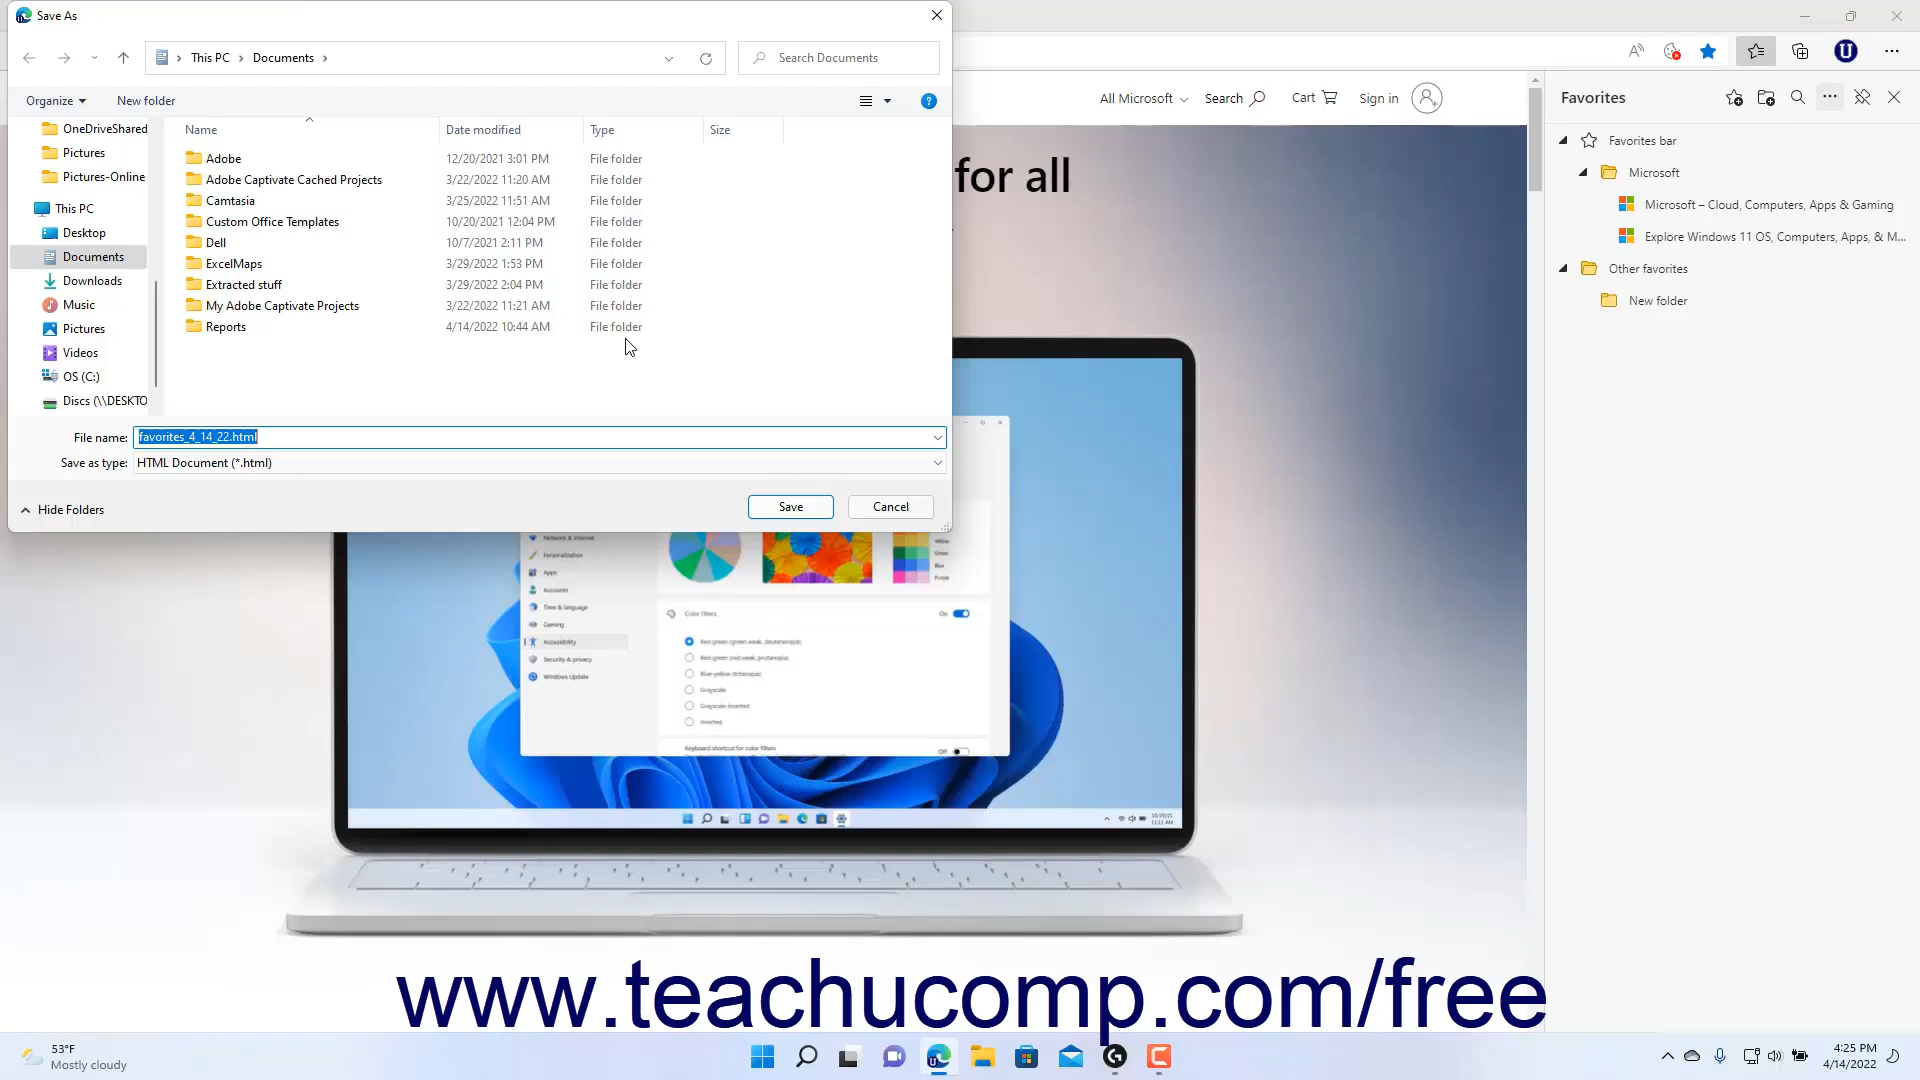 Save As
This PC > Documents >
Search Documents
Organize
New folder
?
OneDriveShared
Pictures
Pictures-Online
This PC
Desktop
Documents
Downloads
Music
Pictures
Videos
OS (C:)
Discs (\\DESKTO
Name Date modified Type Size
Adobe 12/20/2021 3:01 PM File folder
Adobe Captivate Cached Projects 3/22/2022 11:20 AM File folder
Camtasia 3/25/2022 11:51 AM File folder
Custom Office Templates 10/20/2021 12:04 PM File folder
Dell 10/7/2021 2:11 PM File folder
ExcelMaps 3/29/2022 1:53 PM File folder
Extracted stuff 3/29/2022 2:04 PM File folder
My Adobe Captivate Projects 3/22/2022 11:21 AM File folder
Reports 4/14/2022 10:44 AM File folder
File name: favorites_4_14_22.html
Save as type: HTML Document (*.html)
Hide Folders
Save
Cancel
All Microsoft
Search
Cart
Sign in
for all
Favorites
Favorites bar
Microsoft
Microsoft – Cloud, Computers, Apps & Gaming
Explore Windows 11 OS, Computers, Apps, & M...
Other favorites
New folder
Network & internet
Personalization
Apps
Accounts
Time & language
Gaming
Accessibility
Security & privacy
Windows Update
Yellow
Green
Blue
Purple
Color filters On
Red-green (green weak, deuteranopia)
Red-green (red weak, protanopia)
Blue-yellow (tritanopia)
Grayscale
Grayscale inverted
Inverted
Keyboard shortcut for color filters
Off
10/20/21
11:11 AM
www.teachucomp.com/free
53°F
Mostly cloudy
4:25 PM
4/14/2022